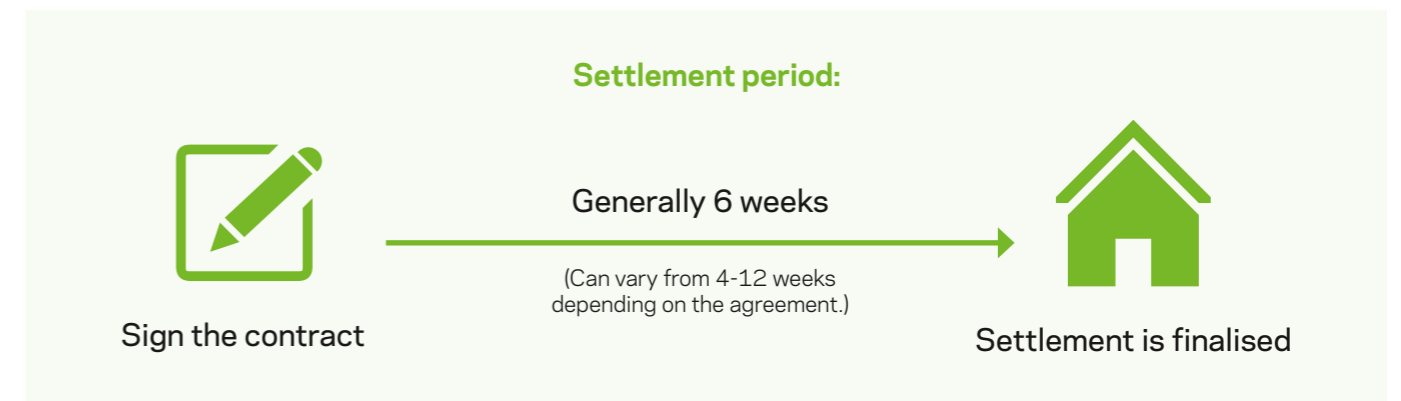 Settlement period:
Generally 6 weeks
(Can vary from 4-12 weeks
depending on the agreement.)
Sign the contract
Settlement is finalised